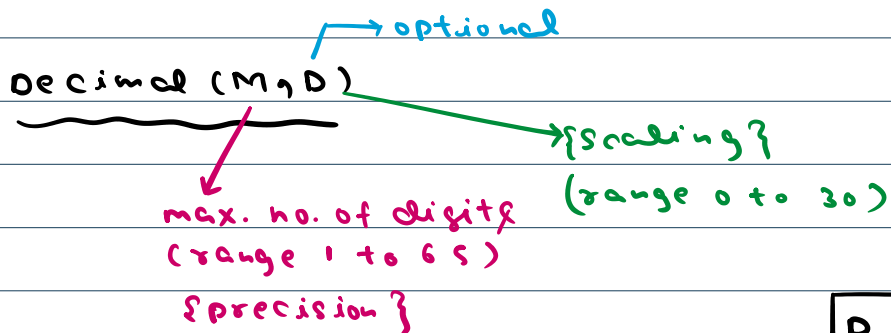 optional
Decimal (M,D)
{scaling}
(range 0 to 30)
max. no. of digits
(range 1 to 65)
{precision}